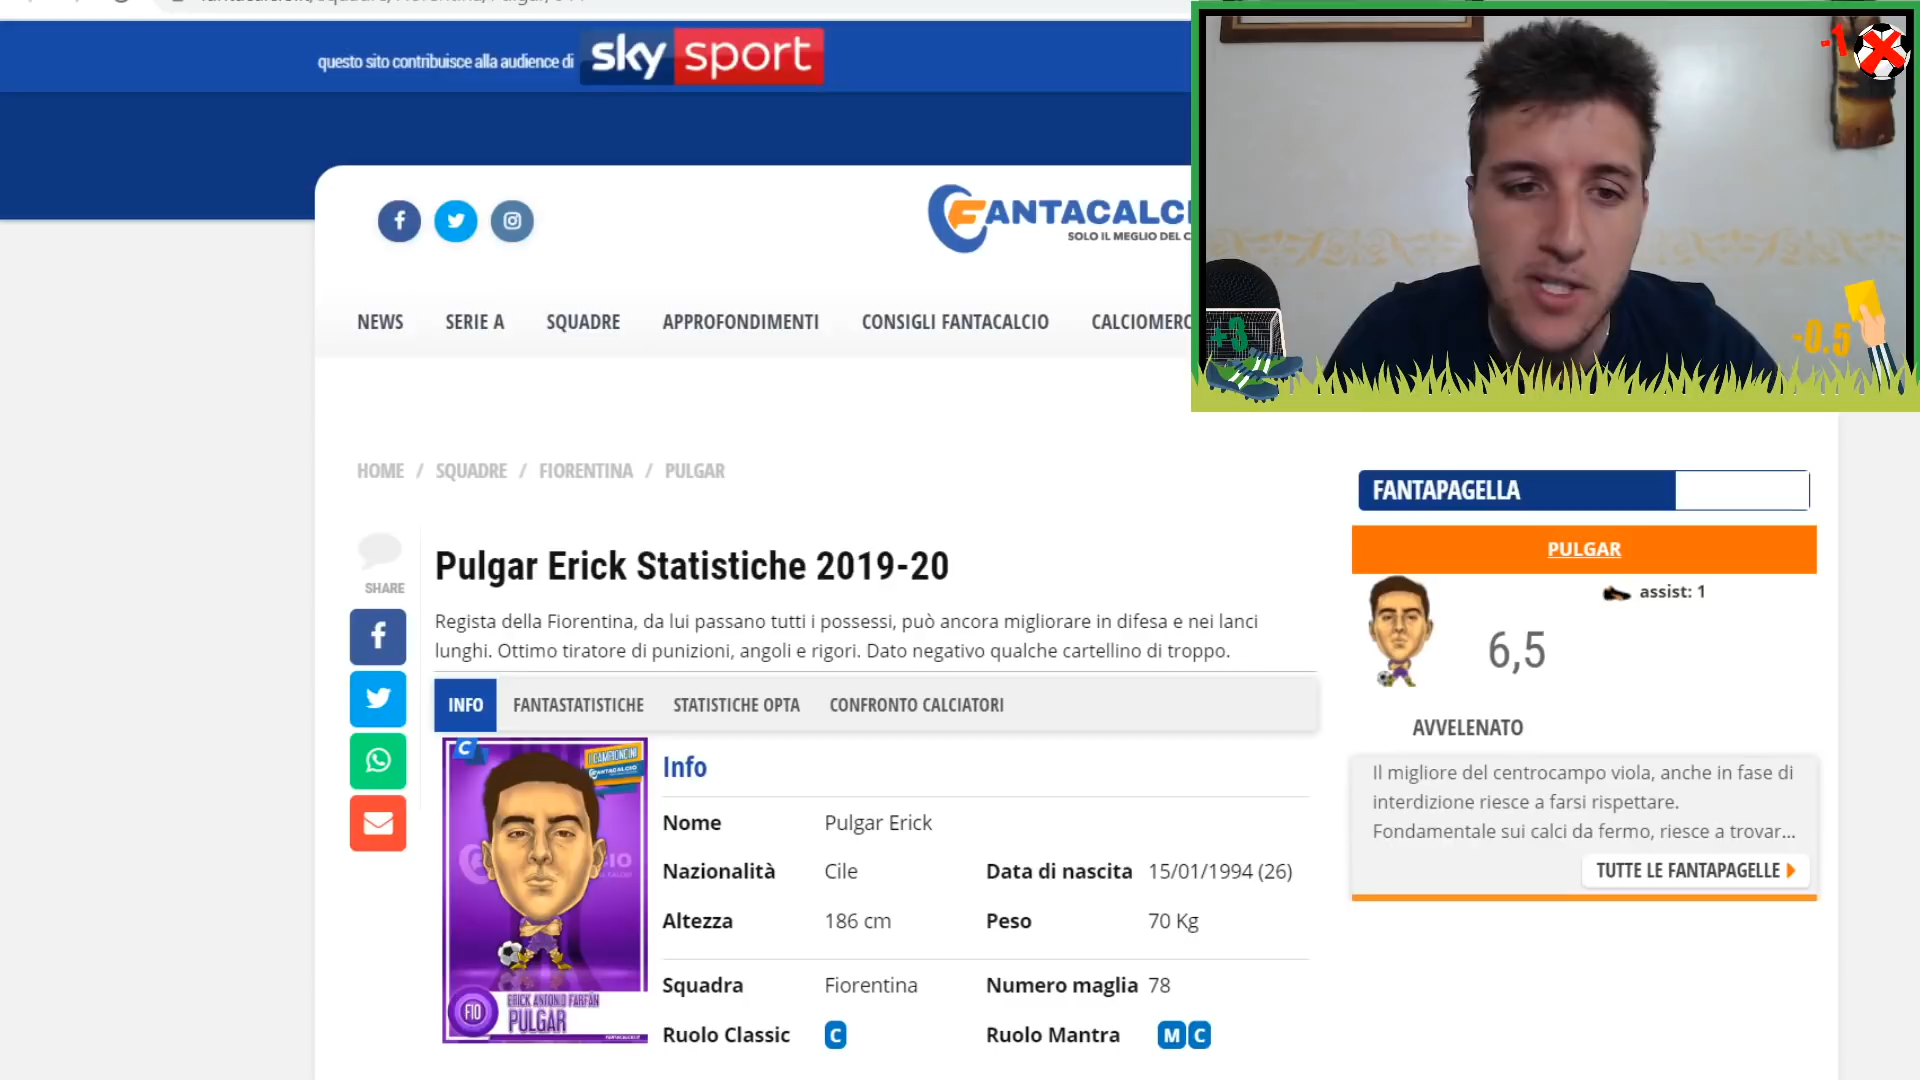 questo sito contribuisce alla audience di sky sport
FANTACALCI
SOLO IL MEGLIO DEL C
NEWS SERIE A SQUADRE APPROFONDIMENTI CONSIGLI FANTACALCIO CALCIOMERC
-1
+3
-0.5
HOME / SQUADRE / FIORENTINA / PULGAR
SHARE
Pulgar Erick Statistiche 2019-20
Regista della Fiorentina, da lui passano tutti i possessi, può ancora migliorare in difesa e nei lanci
lunghi. Ottimo tiratore di punizioni, angoli e rigori. Dato negativo qualche cartellino di troppo.
INFO FANTASTATISTICHE STATISTICHE OPTA CONFRONTO CALCIATORI
C
I CAMPIONCINI
FANTACALCIO
FIO
ERICK ANTONIO FARFÁN
PULGAR
FANTACALCIO.IT
Info
Nome Pulgar Erick
Nazionalità Cile Data di nascita 15/01/1994 (26)
Altezza 186 cm Peso 70 Kg
Squadra Fiorentina Numero maglia 78
Ruolo Classic C Ruolo Mantra M C
FANTAPAGELLA
PULGAR
assist: 1
6,5
AVVELENATO
Il migliore del centrocampo viola, anche in fase di
interdizione riesce a farsi rispettare.
Fondamentale sui calci da fermo, riesce a trovar...
TUTTE LE FANTAPAGELLE